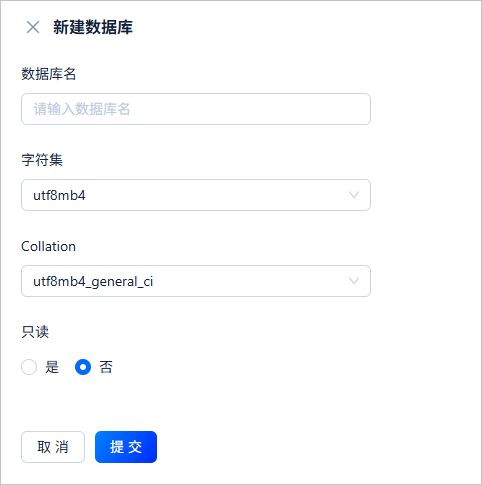 新建数据库
数据库名
请输入数据库名
字符集
utf8mb4
Collation
utf8mb4_general_ci
只读
是 否
取 消 提 交